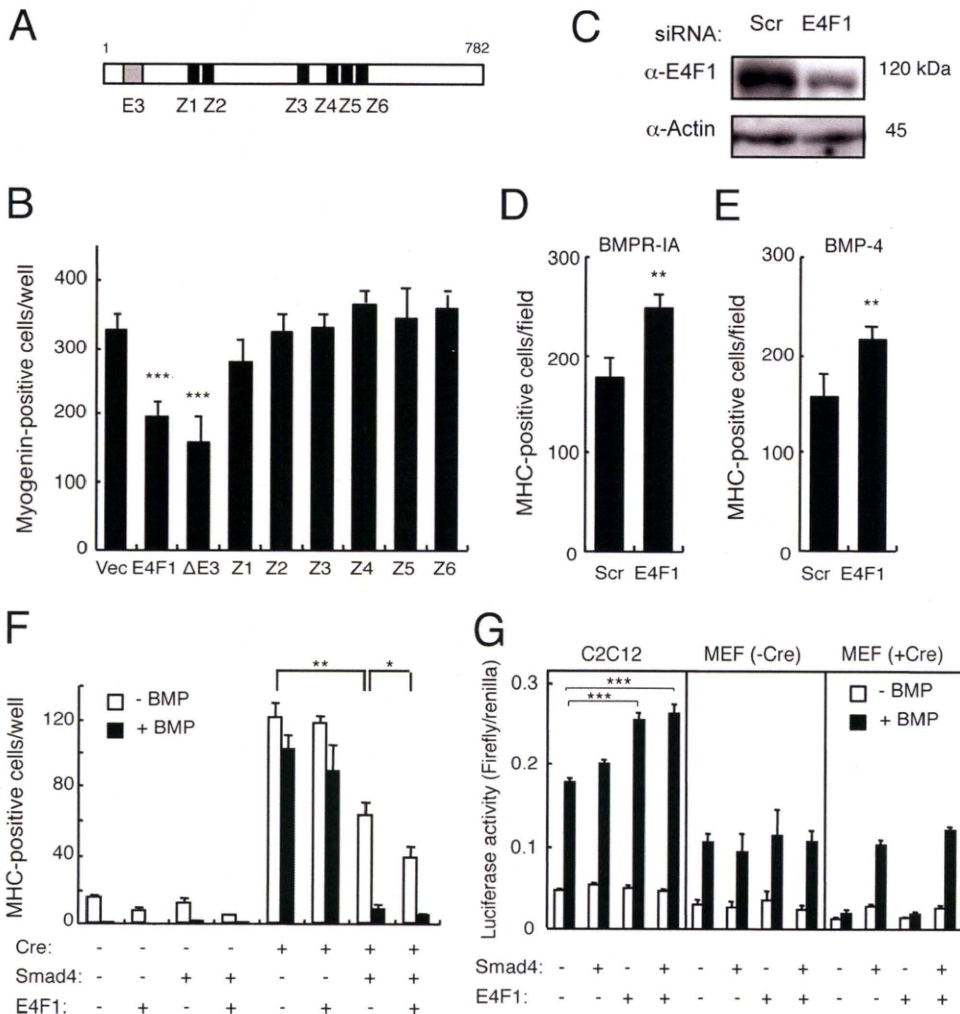 A
1 782
E3 Z1 Z2 Z3 Z4 Z5 Z6
C
siRNA: Scr E4F1
α-E4F1 120 kDa
α-Actin 45
B
Myogenin-positive cells/well
400
300
200
100
0
*** ***
Vec E4F1 ΔE3 Z1 Z2 Z3 Z4 Z5 Z6
D
BMPR-IA
MHC-positive cells/field
300
200
100
0
**
Scr E4F1
E
BMP-4
MHC-positive cells/field
300
200
100
0
**
Scr E4F1
F
MHC-positive cells/well
120
80
40
0
- BMP
+ BMP
** *
Cre: - - - - + + + +
Smad4: - - + + - - + +
E4F1: - + - + - + - +
G
C2C12 MEF (-Cre) MEF (+Cre)
Luciferase activity (Firefly/renilla)
0.3
0.2
0.1
0
***
***
- BMP
+ BMP
Smad4: - + - + - + - + - + - +
E4F1: - - + + - - + + - - + +